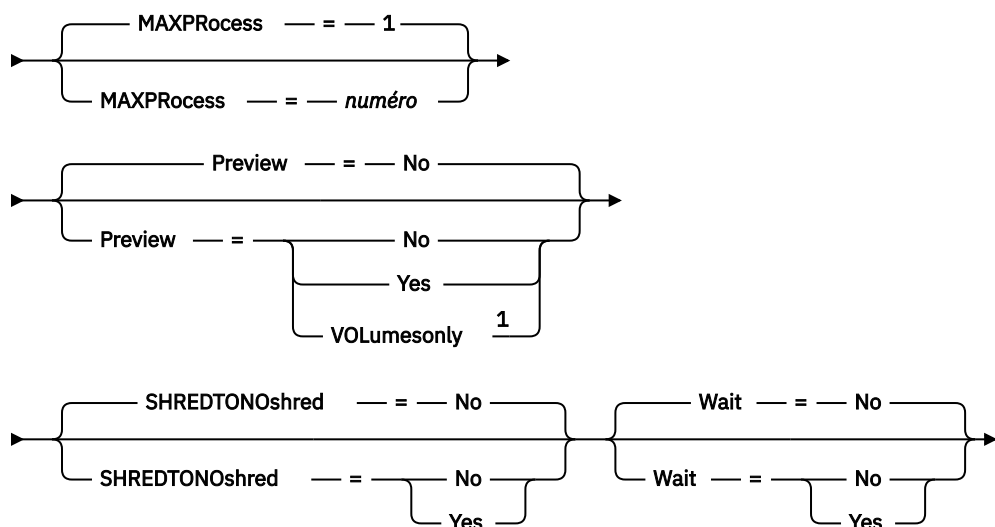 MAXPRocess = 1
MAXPRocess = numéro
Preview = No
Preview = No
Yes
VOLumesonly 1
SHREDTONOshred = No Wait = No
SHREDTONOshred = No Wait = No
Yes Yes